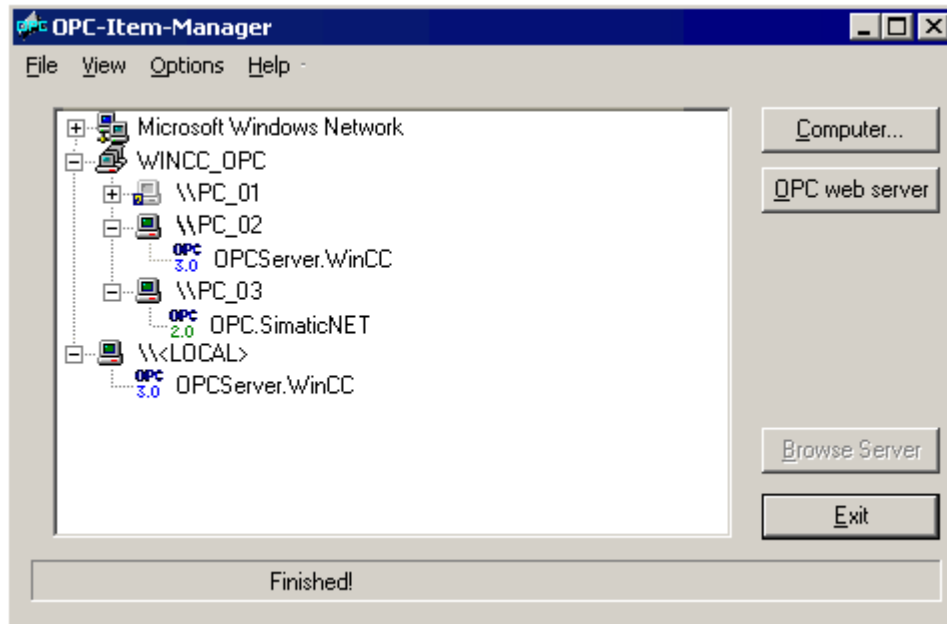 OPC OPC-Item-Manager
File View Options Help
Microsoft Windows Network
Computer...
WINCC_OPC
\\PC_01
OPC web server
\\PC_02
OPC 3.0 OPCServer.WinCC
\\PC_03
OPC 2.0 OPC.SimaticNET
\\<LOCAL>
OPC 3.0 OPCServer.WinCC
Browse Server
Exit
Finished!